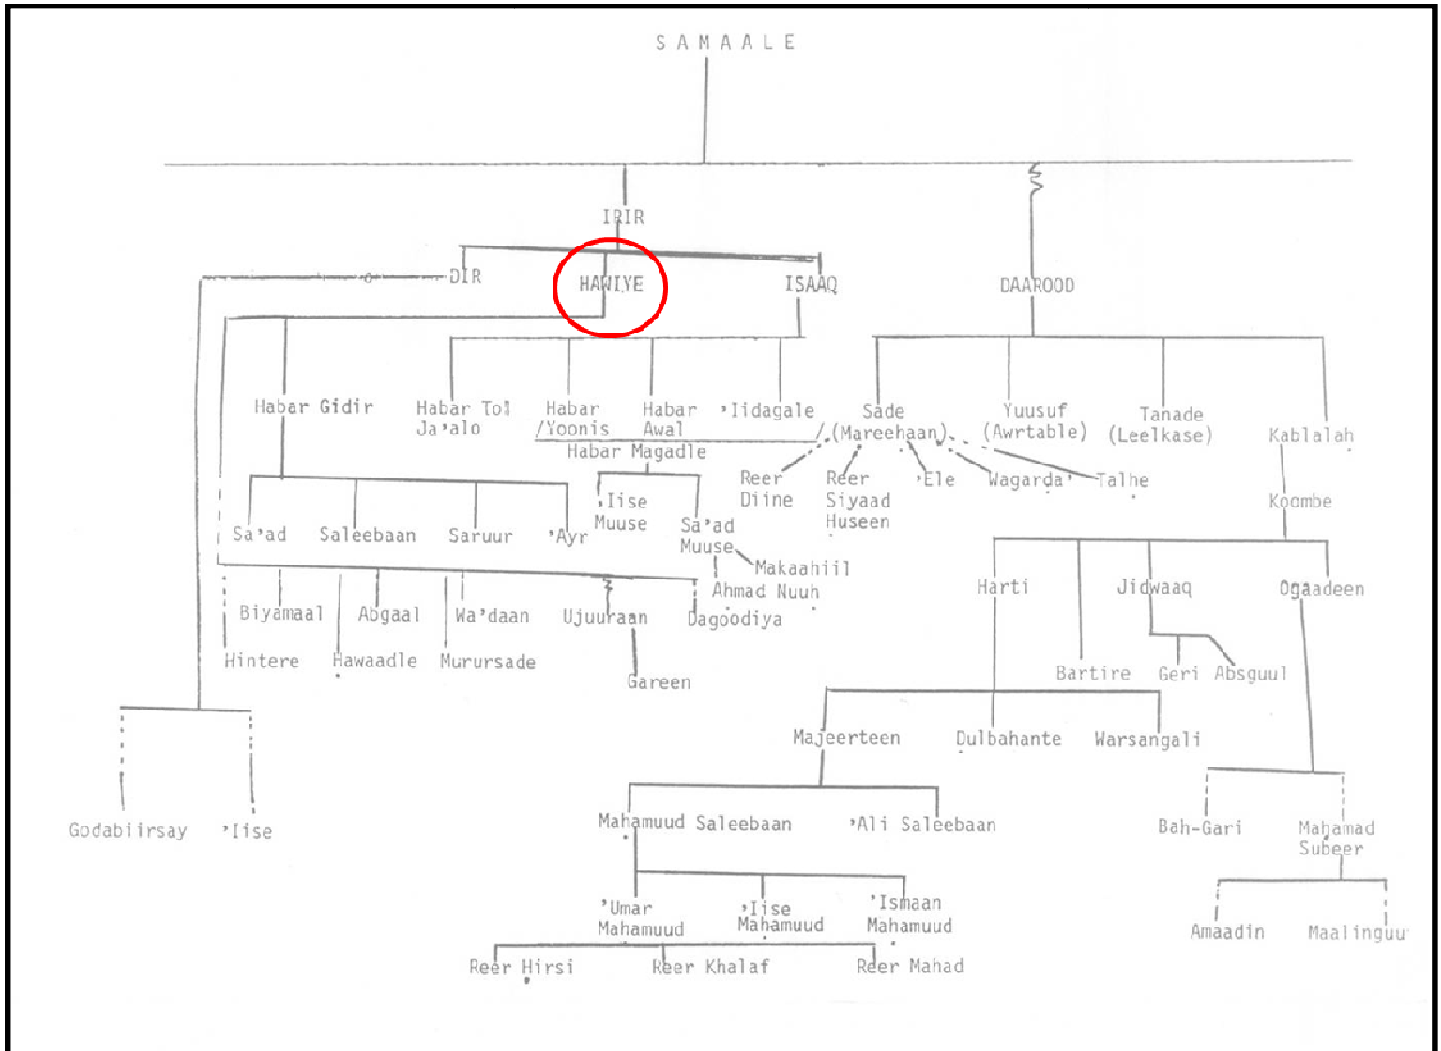 SAMAALE
IRIR
DIR
HAWIYE
ISAAQ
DAAROOD
Habar Gidir
Habar Tol
Ja'alo
Habar
/Yoonis
Habar
Awal
'Iidagale
Sade
/(Mareehaan)
Yuusuf
(Awrtable)
Tanade
(Leelkase)
Kablalah
Habar Magadle
Reer
Diine
Reer
Siyaad
Huseen
'Ele
Wagarda'
Talhe
Koombe
Iise
Muuse
Sa'ad
Muuse
Sa'ad
Saleebaan
Saruur
'Ayr
Makaahiil
Ahmad Nuuh
Harti
Jidwaaq
Ogaadeen
Biyamaal
Abgaal
Wa'daan
Ujuuraan
Dagoodiya
Hintere
Hawaadle
Murursade
Gareen
Bartire
Geri
Absguul
Majeerteen
Dulbahante
Warsangali
Godabiirsay
'Iise
Mahamuud Saleebaan
'Ali Saleebaan
Bah-Gari
Mahamad
Subeer
'Umar
Mahamuud
'Iise
Mahamuud
'Ismaan
Mahamuud
Amaadin
Maalinguu
Reer Hirsi
Reer Khalaf
Reer Mahad